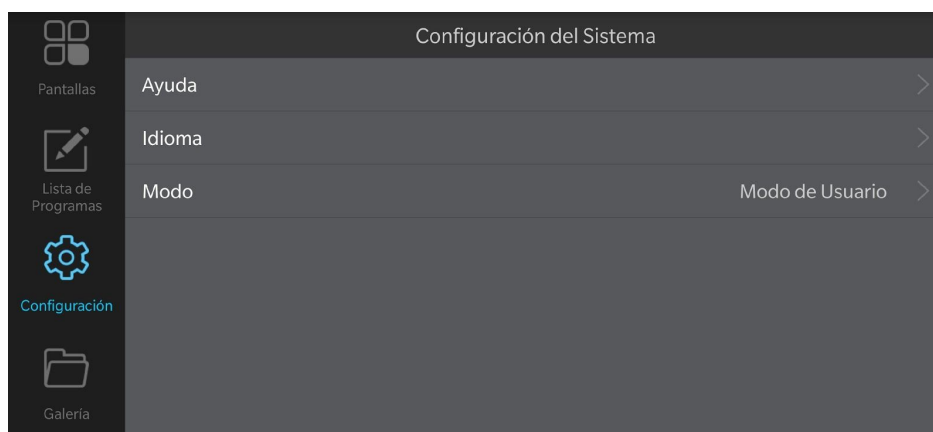 Configuración del Sistema
Pantallas
Ayuda
Idioma
Lista de
Programas
Modo
Modo de Usuario
Configuración
Galería